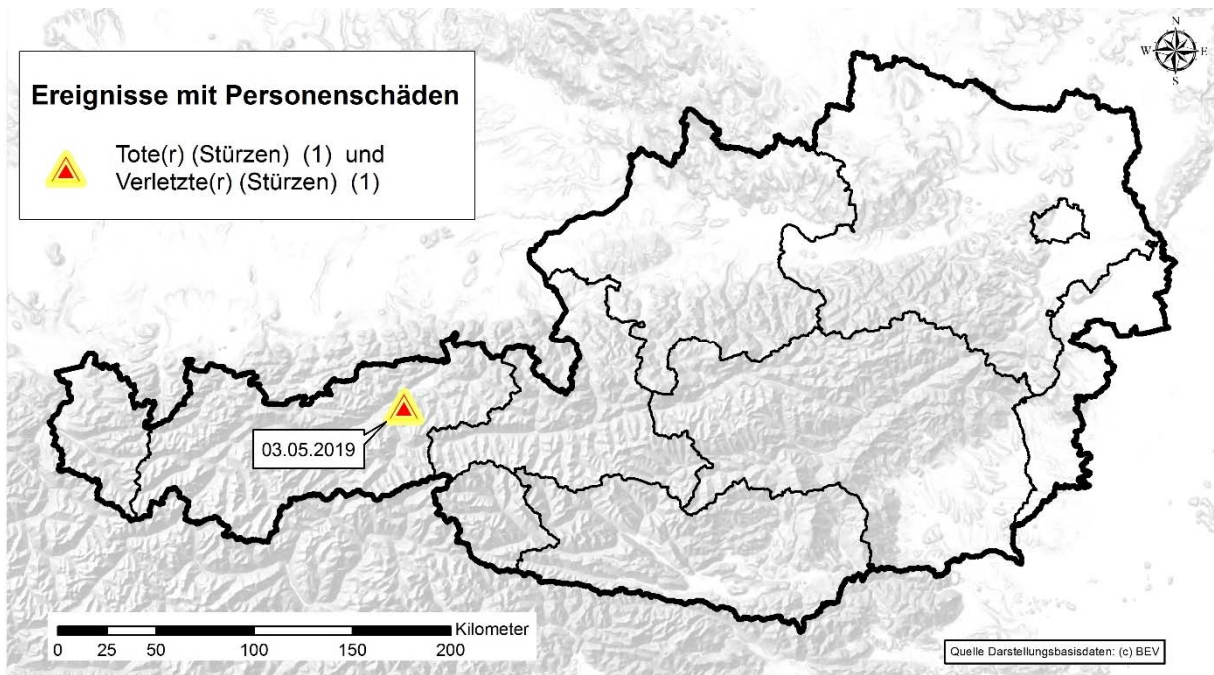 N
W E
S
Ereignisse mit Personenschäden
Tote(r) (Stürzen) (1) und
Verletzte(r) (Stürzen) (1)
03.05.2019
Kilometer
0 25 50 100 150 200
Quelle Darstellungsbasisdaten: (c) BEV